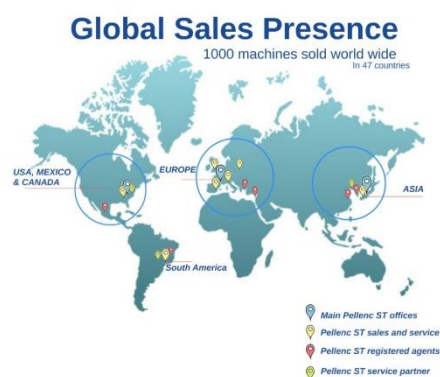 Global Sales Presence
1000 machines sold world wide
In 47 countries
USA, MEXICO
& CANADA
EUROPE
ASIA
South America
Main Pellenc ST offices
Pellenc ST sales and service
Pellenc ST registered agents
Pellenc ST service partner